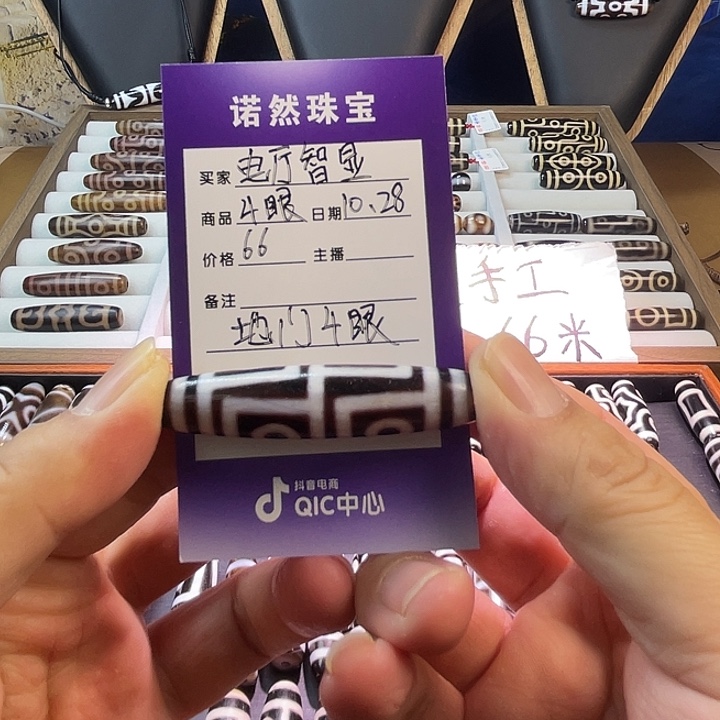 诺然珠宝
买家 电厅智显
商品 4眼 日期 10、28
价格 66 主播
备注
地门4眼
抖音电商
QIC中心
手工
66米